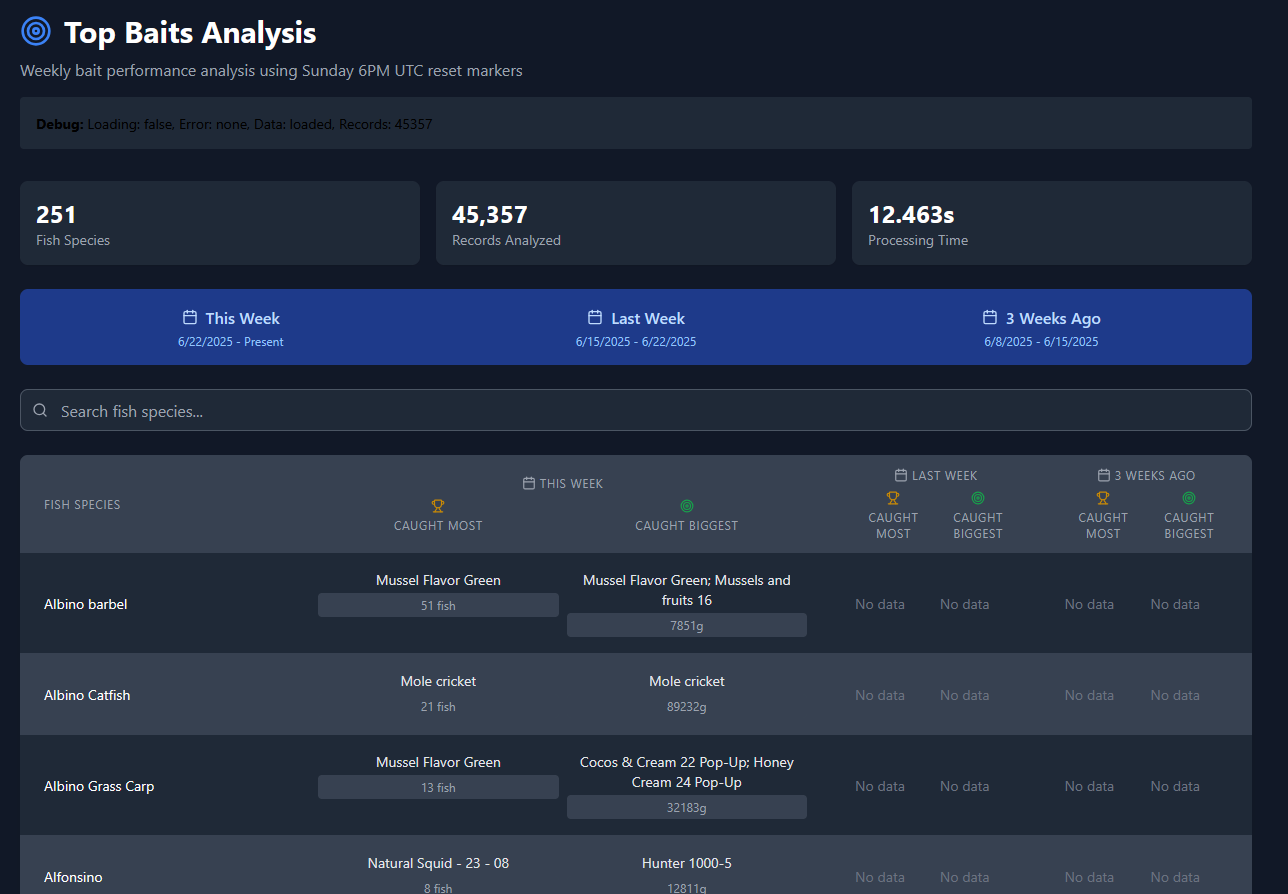 Top Baits Analysis
Weekly bait performance analysis using Sunday 6PM UTC reset markers
Debug: Loading: false, Error: none, Data: loaded, Records: 45357
251
Fish Species
45,357
Records Analyzed
12.463s
Processing Time
This Week
6/22/2025 - Present
Last Week
6/15/2025 - 6/22/2025
3 Weeks Ago
6/8/2025 - 6/15/2025
Search fish species...
FISH SPECIES
THIS WEEK
CAUGHT MOST
CAUGHT BIGGEST
LAST WEEK
CAUGHT
MOST
CAUGHT
BIGGEST
3 WEEKS AGO
CAUGHT
MOST
CAUGHT
BIGGEST
Albino barbel
Mussel Flavor Green
51 fish
Mussel Flavor Green; Mussels and
fruits 16
7851g
No data
No data
No data
No data
Albino Catfish
Mole cricket
21 fish
Mole cricket
89232g
No data
No data
No data
No data
Albino Grass Carp
Mussel Flavor Green
13 fish
Cocos & Cream 22 Pop-Up; Honey
Cream 24 Pop-Up
32183g
No data
No data
No data
No data
Alfonsino
Natural Squid - 23 - 08
8 fish
Hunter 1000-5
12811g
No data
No data
No data
No data